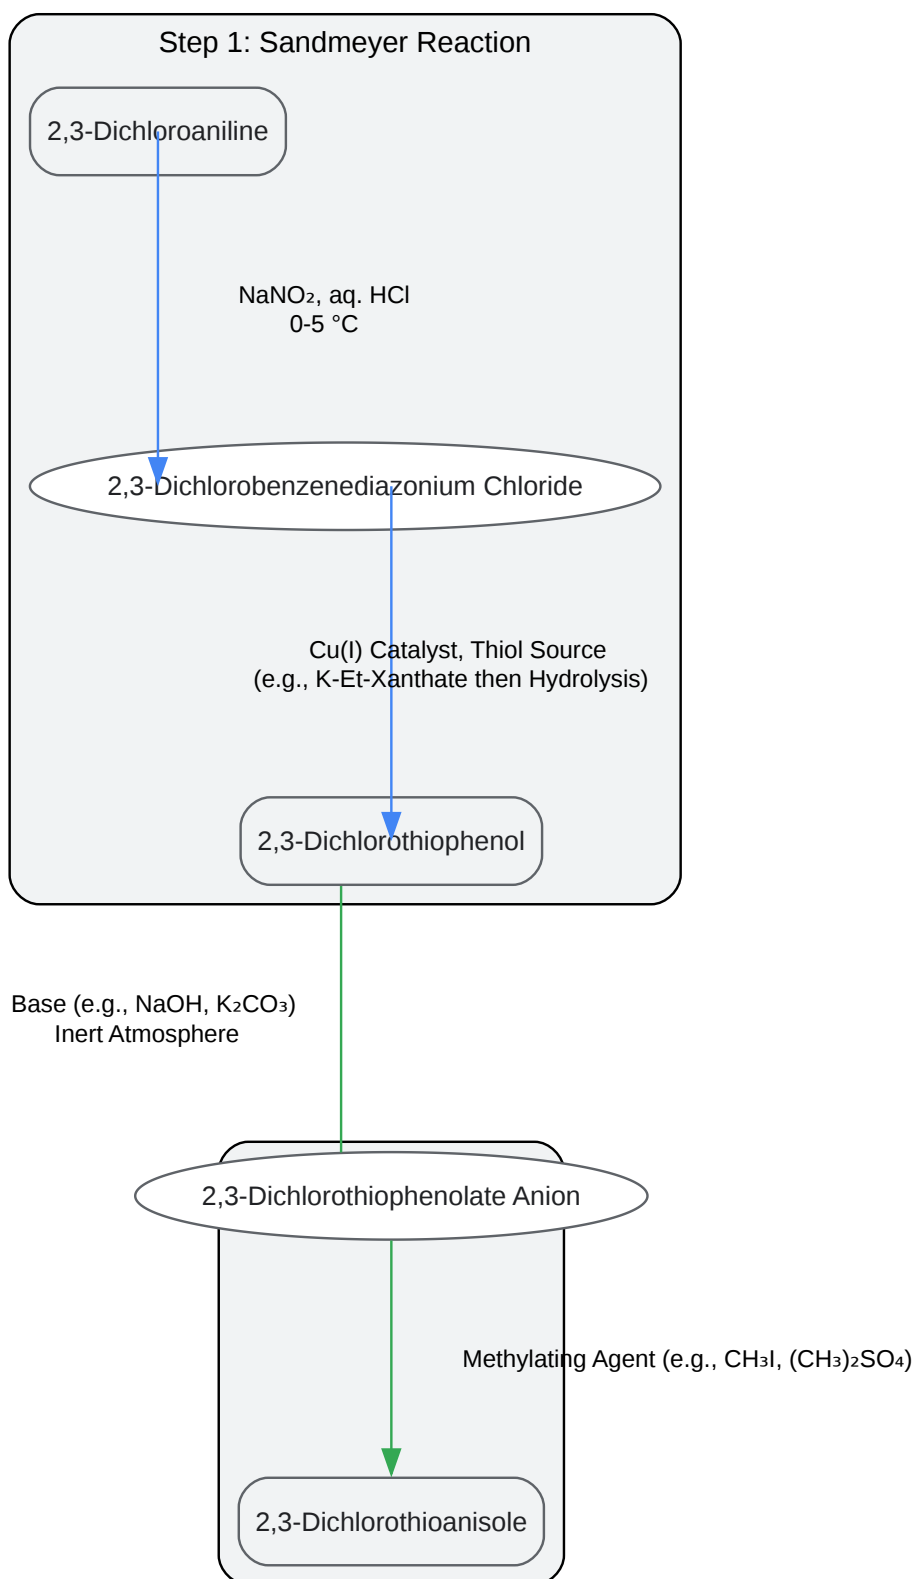 Step 1: Sandmeyer Reaction
2,3-Dichloroaniline
NaNO₂, aq. HCl
0-5 °C
2,3-Dichlorobenzenediazonium Chloride
Cu(I) Catalyst, Thiol Source
(e.g., K-Et-Xanthate then Hydrolysis)
2,3-Dichlorothiophenol
Base (e.g., NaOH, K₂CO₃)
Inert Atmosphere
2,3-Dichlorothiophenolate Anion
Methylating Agent (e.g., CH₃I, (CH₃)₂SO₄)
2,3-Dichlorothioanisole